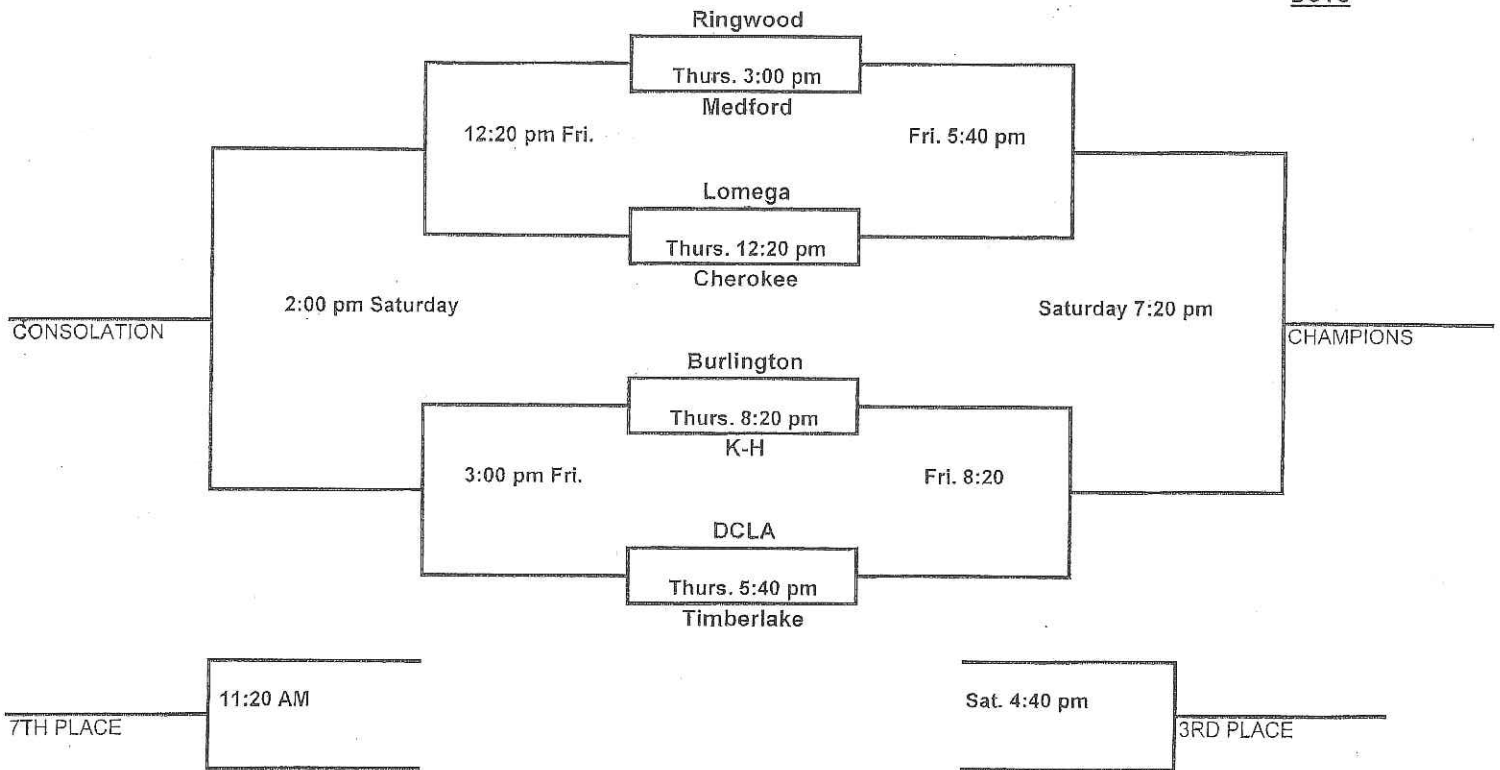 Ringwood
Thurs. 3:00 pm
Medford
12:20 pm Fri.
Fri. 5:40 pm
Lomega
Thurs. 12:20 pm
Cherokee
2:00 pm Saturday
Saturday 7:20 pm
CONSOLATION
CHAMPIONS
Burlington
Thurs. 8:20 pm
K-H
3:00 pm Fri.
Fri. 8:20
DCLA
Thurs. 5:40 pm
Timberlake
11:20 AM
Sat. 4:40 pm
7TH PLACE
3RD PLACE